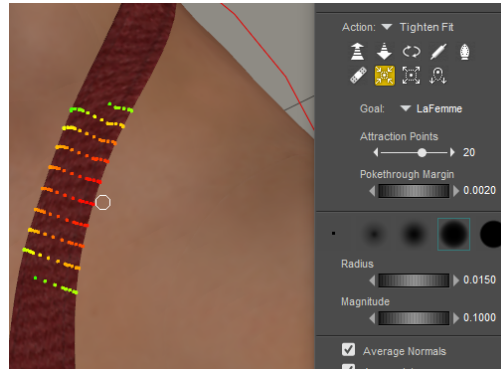 Action: Tighten Fit
Goal: LaFemme
Attraction Points
20
Pokethrough Margin
0.0020
Radius
0.0150
Magnitude
0.1000
Average Normals